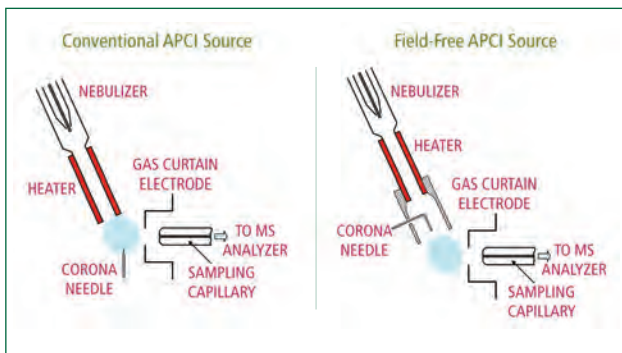 Conventional APCI Source
NEBULIZER
HEATER
GAS CURTAIN
ELECTRODE
TO MS
ANALYZER
CORONA
NEEDLE
SAMPLING
CAPILLARY
Field-Free APCI Source
NEBULIZER
HEATER
GAS CURTAIN
ELECTRODE
CORONA
NEEDLE
TO MS
ANALYZER
SAMPLING
CAPILLARY